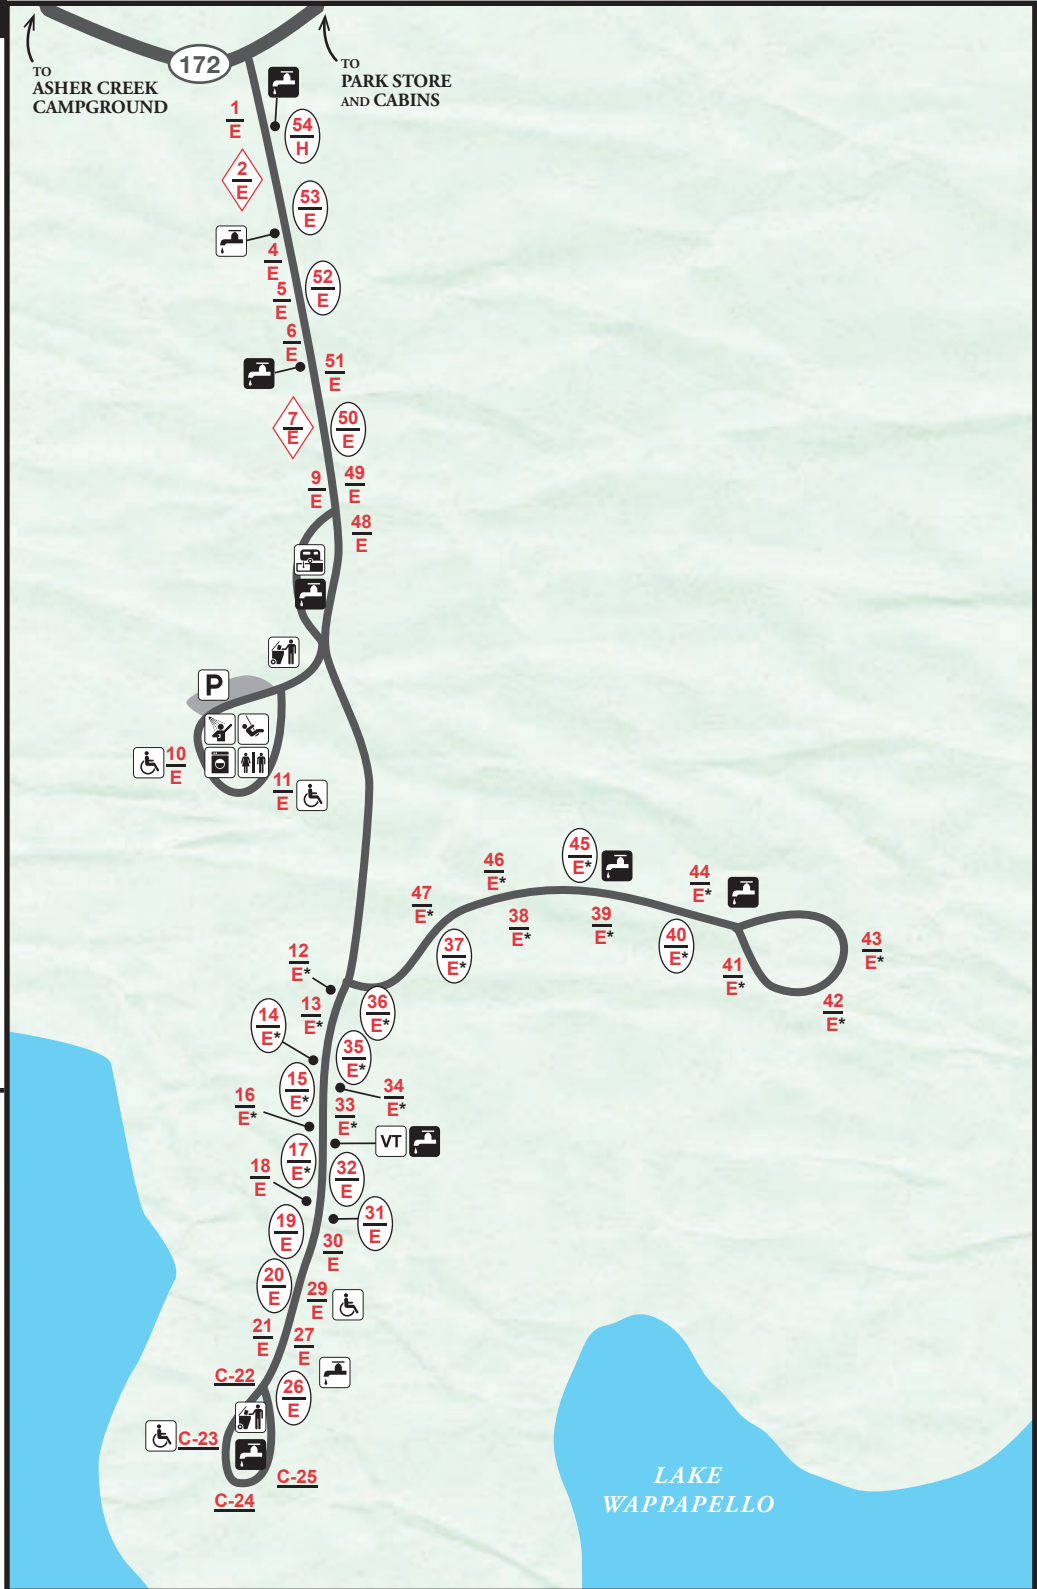 172
TO
ASHER CREEK
CAMPGROUND
TO
PARK STORE
AND CABINS
1
E
54
H
2
E
53
E
4
E
52
E
5
E
6
E
51
E
7
E
50
E
9
E
49
E
48
E
P
10
E
11
E
45
E*
46
E*
44
E*
47
E*
38
E*
39
E*
40
E*
37
E*
43
E*
41
E*
42
E*
12
E*
13
E*
36
E*
14
E*
35
E*
15
E*
34
E*
16
E*
33
E*
VT
17
E*
32
E
18
E
31
E
19
E
30
E
20
E
29
E
21
E
27
E
C-22
26
E
C-23
C-25
C-24
LAKE
WAPPAPELLO